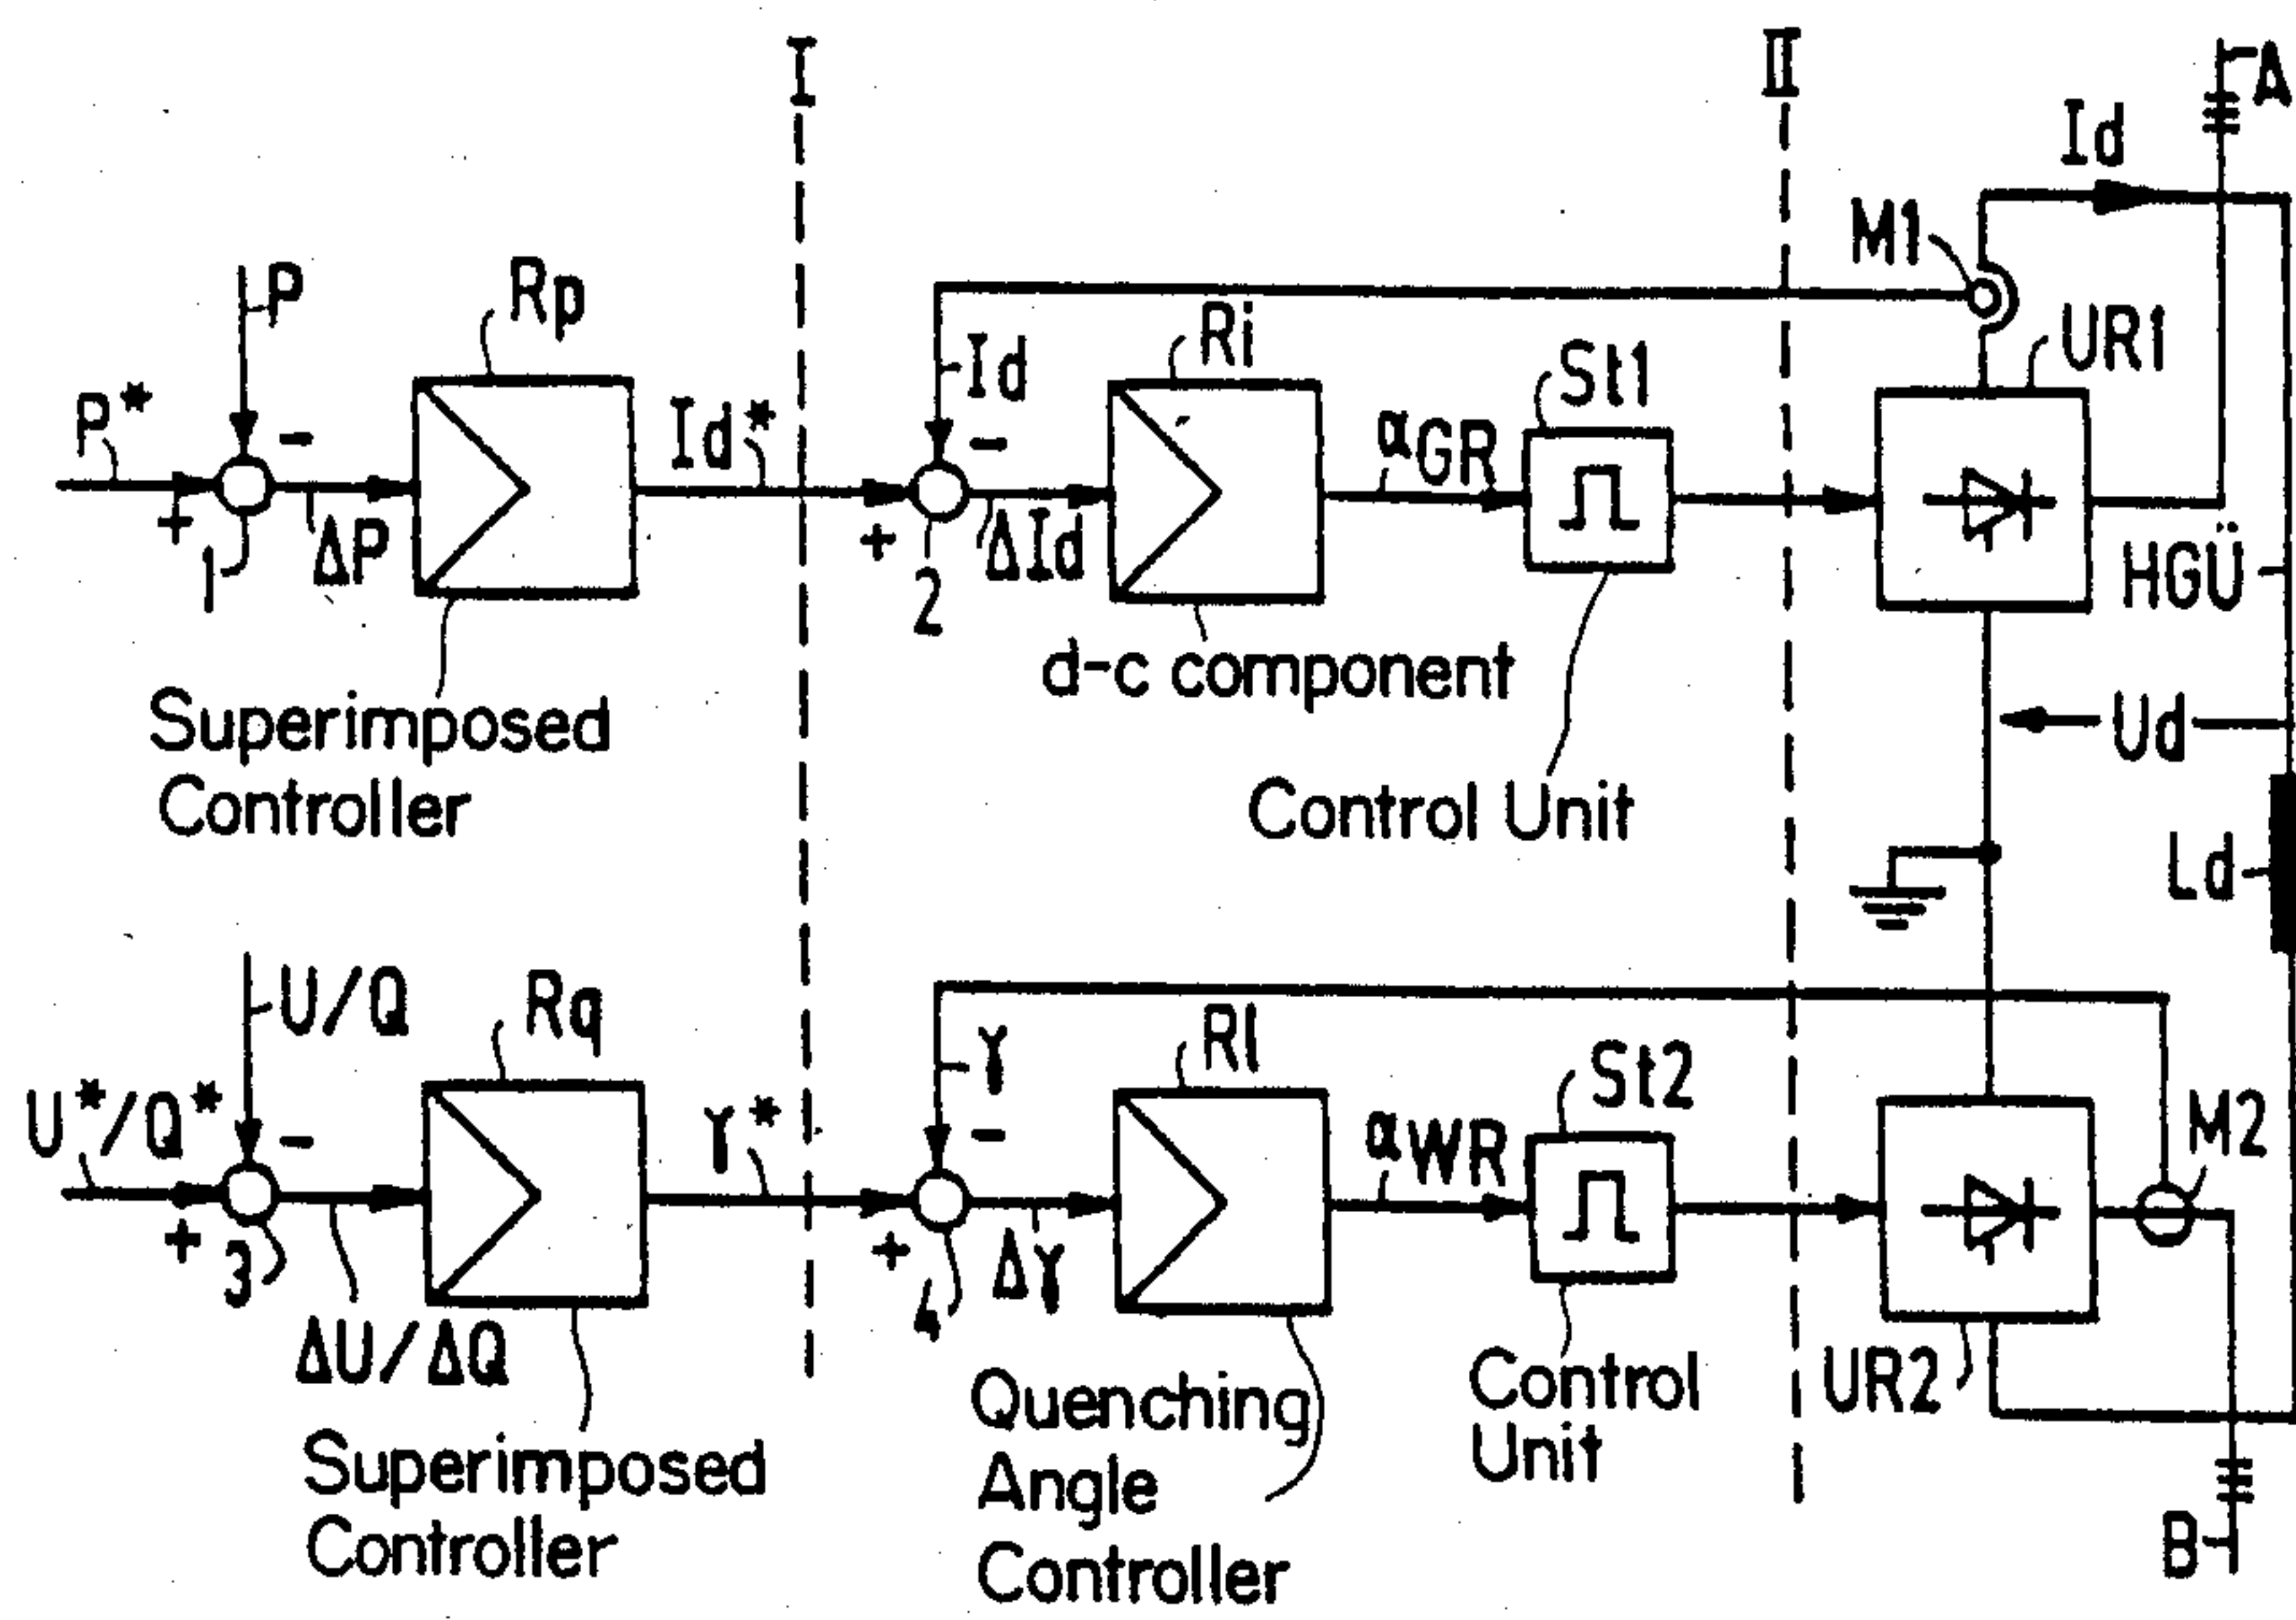 I
II
A
Id
M1
P
Rp
Ri
UR1
P*
Id
St1
-
Id*
-
αGR
+
ΔP
1
+
ΔId
2
HGÜ
d-c component
Superimposed
Controller
Ud
Control Unit
Ld
U/Q
Rq
γ
Rl
St2
U*/Q*
-
γ*
-
αWR
M2
+
3
+
Δγ
4
ΔU/ΔQ
Quenching
Angle
Controller
Control
Unit
UR2
Superimposed
Controller
B